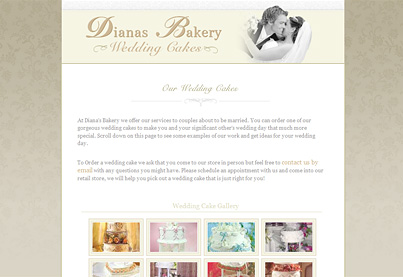 Dianas Bakery
Wedding Cakes
Our Wedding Cakes
At Diana's Bakery we offer our services to couples about to be married. You can order one of our
gorgeous wedding cakes to make you and your significant other's wedding day that much more
special. Scroll down on this page to see some examples of our work and get ideas for your wedding
day.
To Order a wedding cake we ask that you come to our store in person but feel free to contact us by
email with any questions you might have. Please schedule an appointment with us and come into our
retail store, we will help you pick out a wedding cake that is just right for you!
Wedding Cake Gallery